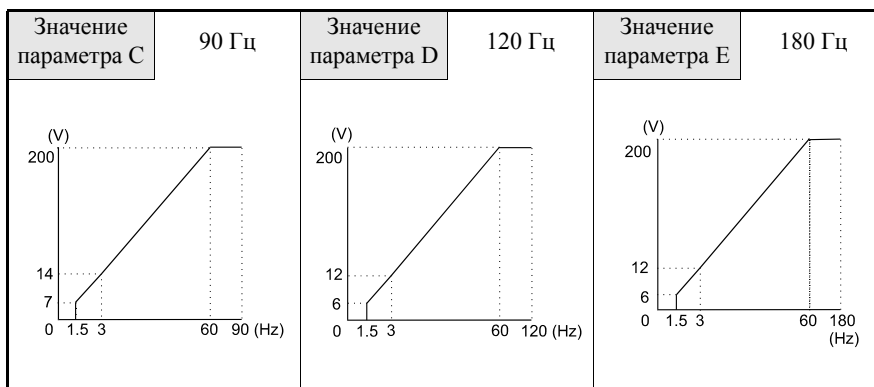 Значение
параметра C
90 Гц
Значение
параметра D
120 Гц
Значение
параметра E
180 Гц
(V)
200
14
7
0 1.5 3 60 90 (Hz)
(V)
200
12
6
0 1.5 3 60 120 (Hz)
(V)
200
12
6
0 1.5 3 60 180
(Hz)